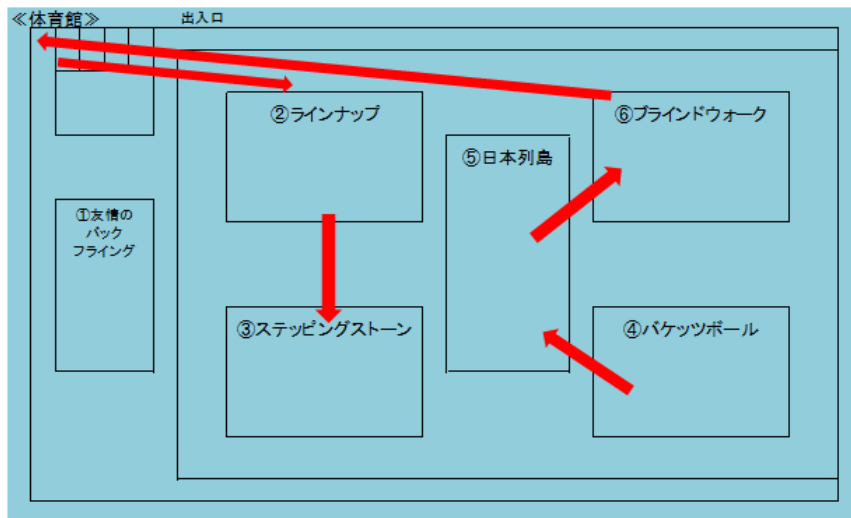 ≪体育館≫
出入口
②ラインナップ
⑥ブラインドウォーク
⑤日本列島
①友情の
バック
フライング
③ステッピングストーン
④バケッツボール